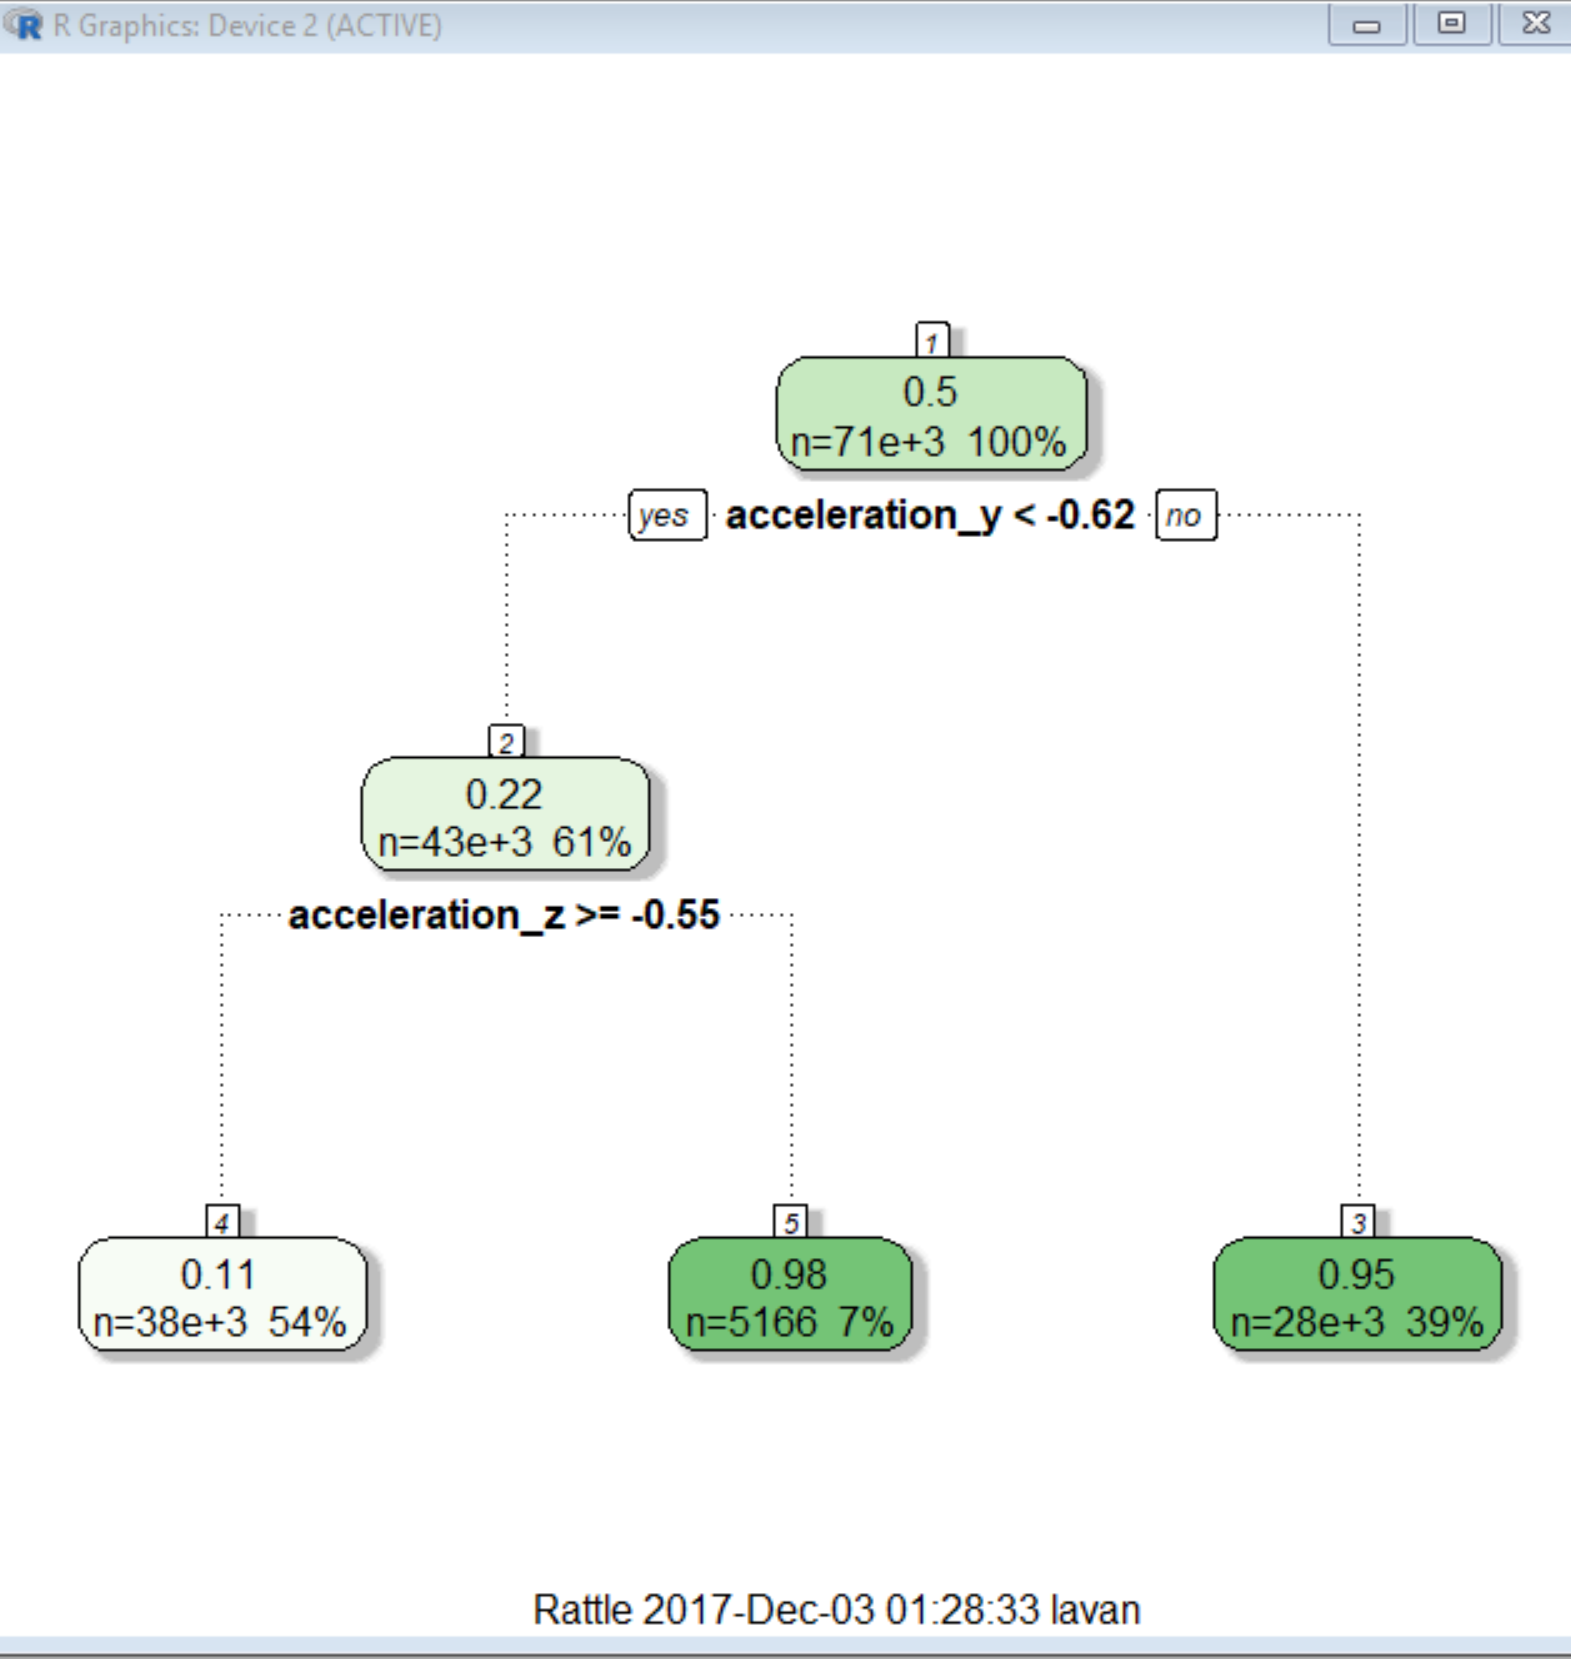 R Graphics: Device 2 (ACTIVE)
1
0.5
n=71e+3 100%
yes acceleration_y < -0.62 no
2
0.22
n=43e+3 61%
acceleration_z >= -0.55
4
0.11
n=38e+3 54%
5
0.98
n=5166 7%
3
0.95
n=28e+3 39%
Rattle 2017-Dec-03 01:28:33 lavan